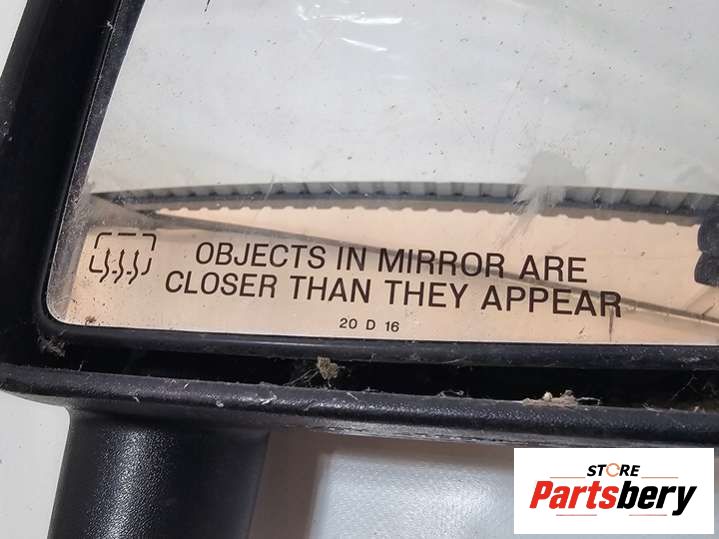 OBJECTS IN MIRROR ARE
CLOSER THAN THEY APPEAR
20 D 16
STORE
Partsbery